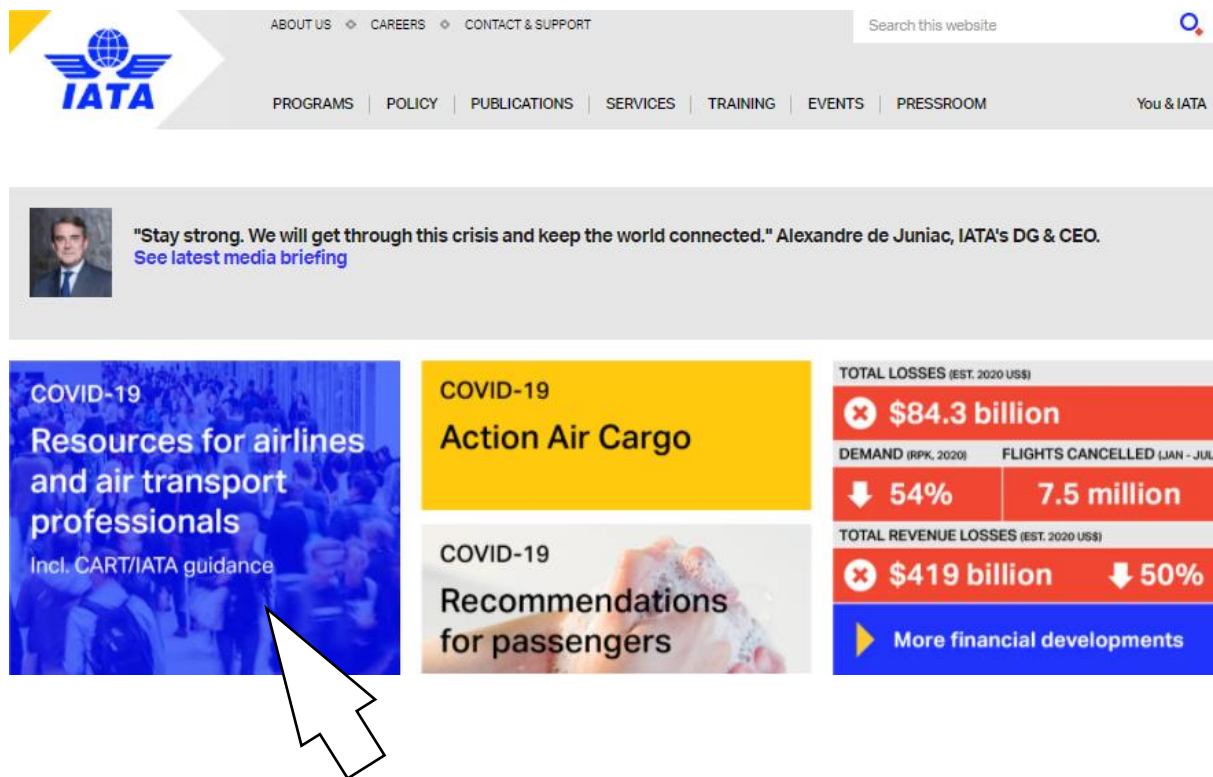 ABOUT US
CAREERS
CONTACT & SUPPORT
Search this website
IATA
PROGRAMS
POLICY
PUBLICATIONS
SERVICES
TRAINING
EVENTS
PRESSROOM
You & IATA
"Stay strong. We will get through this crisis and keep the world connected." Alexandre de Juniac, IATA's DG & CEO.
See latest media briefing
COVID-19
Resources for airlines
and air transport
professionals
Incl. CART/IATA guidance
COVID-19
Action Air Cargo
COVID-19
Recommendations
for passengers
TOTAL LOSSES (EST. 2020 US$)
$84.3 billion
DEMAND (RPK, 2020)
FLIGHTS CANCELLED (JAN - JUL
54%
7.5 million
TOTAL REVENUE LOSSES (EST. 2020 US$)
$419 billion
50%
More financial developments